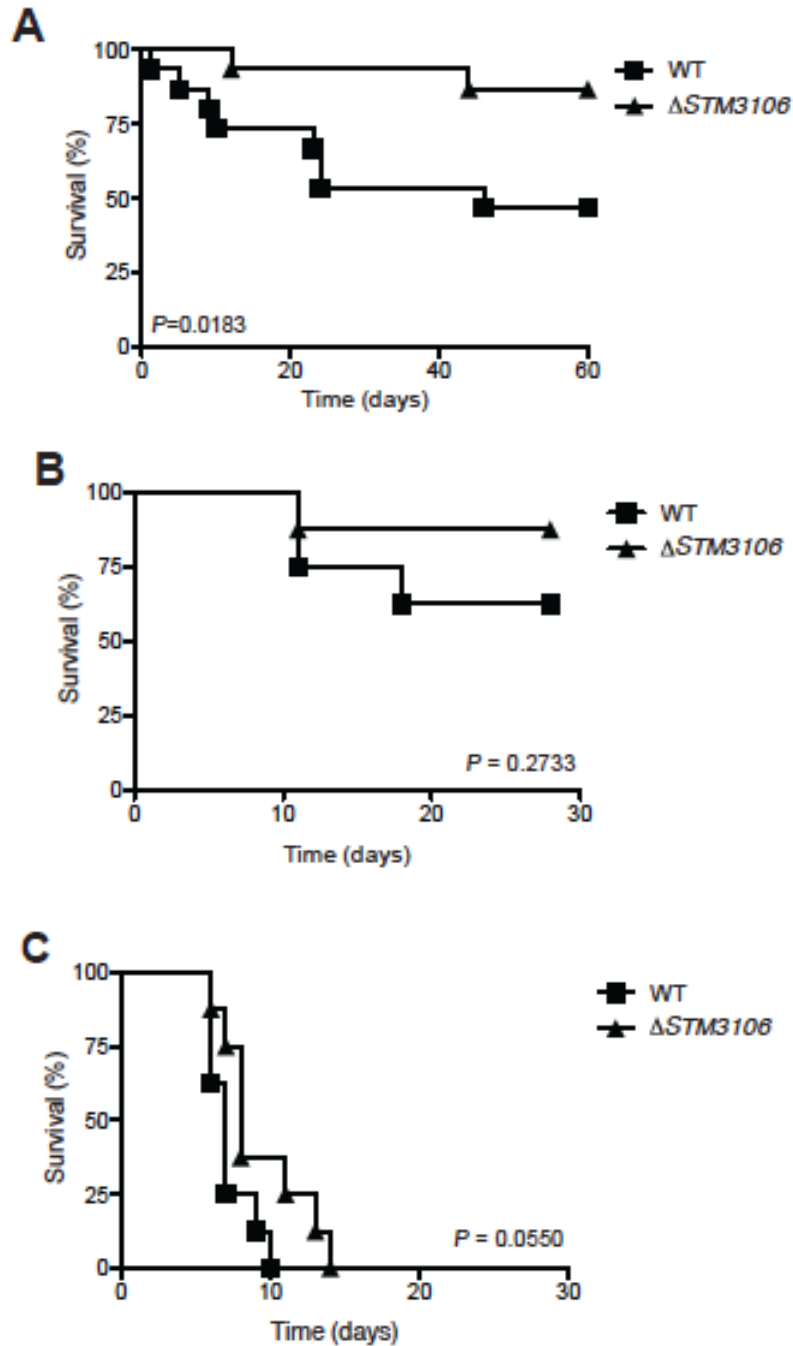 A
100
75
50
25
0
Survival (%)
P=0.0183
0 20 40 60
Time (days)
WT
ΔSTM3106
B
100
75
50
25
0
Survival (%)
P = 0.2733
0 10 20 30
Time (days)
WT
ΔSTM3106
C
100
75
50
25
0
Survival (%)
P = 0.0550
0 10 20 30
Time (days)
WT
ΔSTM3106